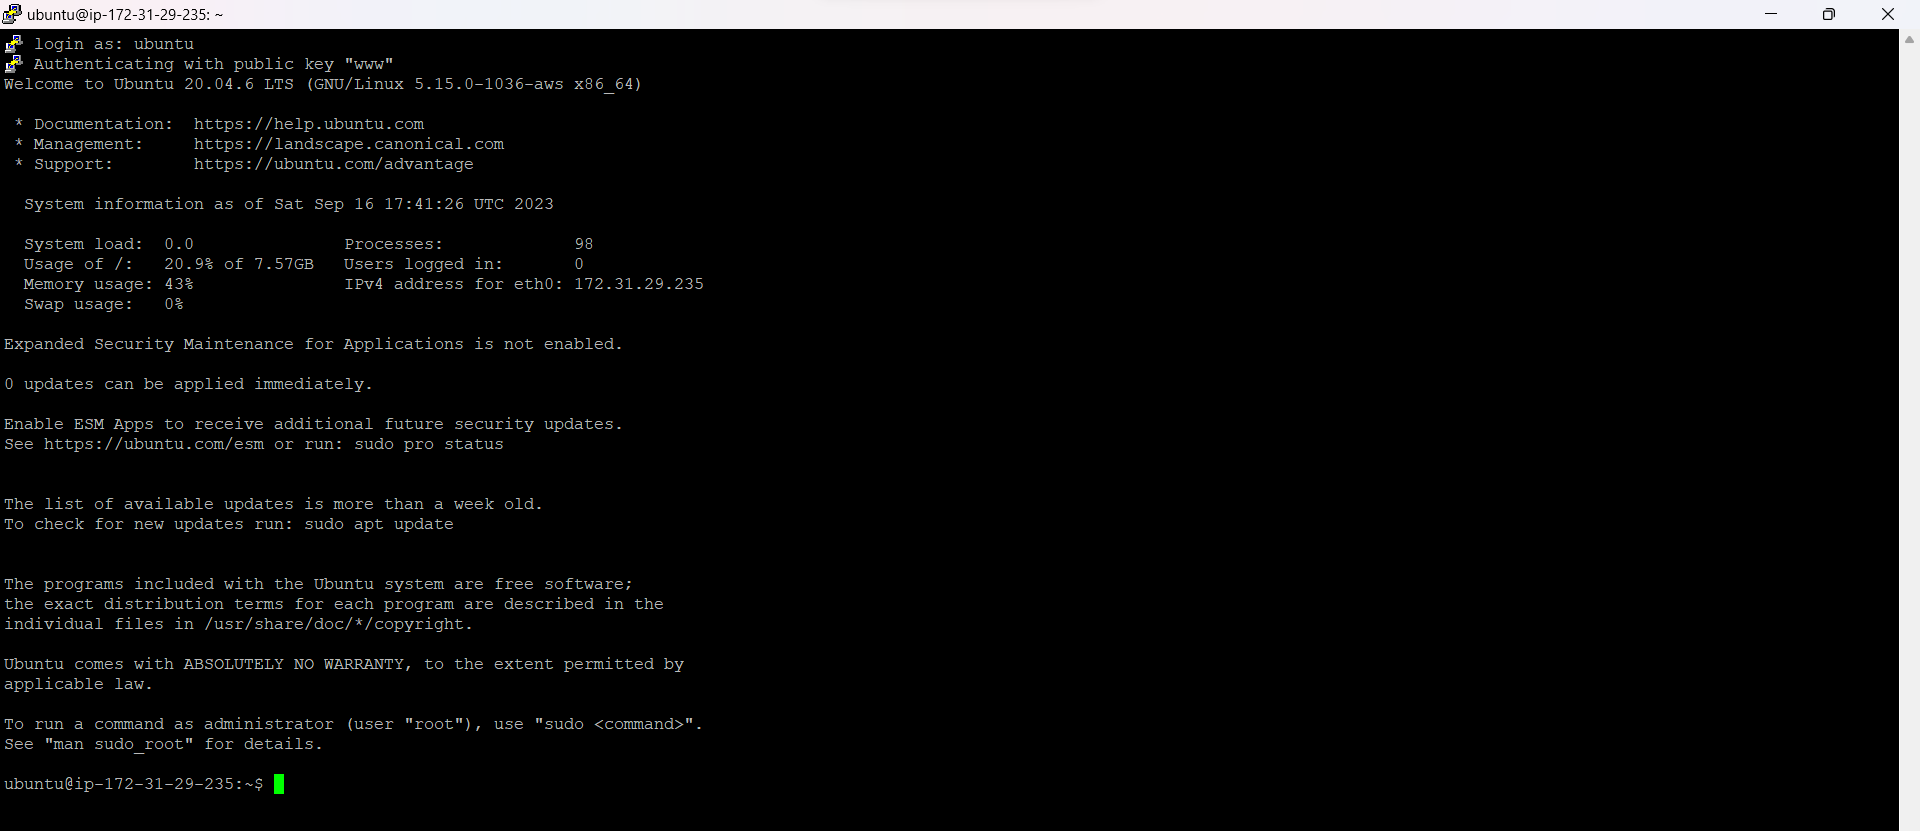 ubuntu@ip-172-31-29-235: ~
login as: ubuntu
Authenticating with public key "www"
Welcome to Ubuntu 20.04.6 LTS (GNU/Linux 5.15.0-1036-aws x86_64)

 * Documentation:  https://help.ubuntu.com
 * Management:     https://landscape.canonical.com
 * Support:        https://ubuntu.com/advantage

  System information as of Sat Sep 16 17:41:26 UTC 2023

  System load:  0.0               Processes:             98
  Usage of /:   20.9% of 7.57GB   Users logged in:       0
  Memory usage: 43%               IPv4 address for eth0: 172.31.29.235
  Swap usage:   0%

Expanded Security Maintenance for Applications is not enabled.

0 updates can be applied immediately.

Enable ESM Apps to receive additional future security updates.
See https://ubuntu.com/esm or run: sudo pro status


The list of available updates is more than a week old.
To check for new updates run: sudo apt update


The programs included with the Ubuntu system are free software;
the exact distribution terms for each program are described in the
individual files in /usr/share/doc/*/copyright.

Ubuntu comes with ABSOLUTELY NO WARRANTY, to the extent permitted by
applicable law.

To run a command as administrator (user "root"), use "sudo <command>".
See "man sudo_root" for details.

ubuntu@ip-172-31-29-235:~$